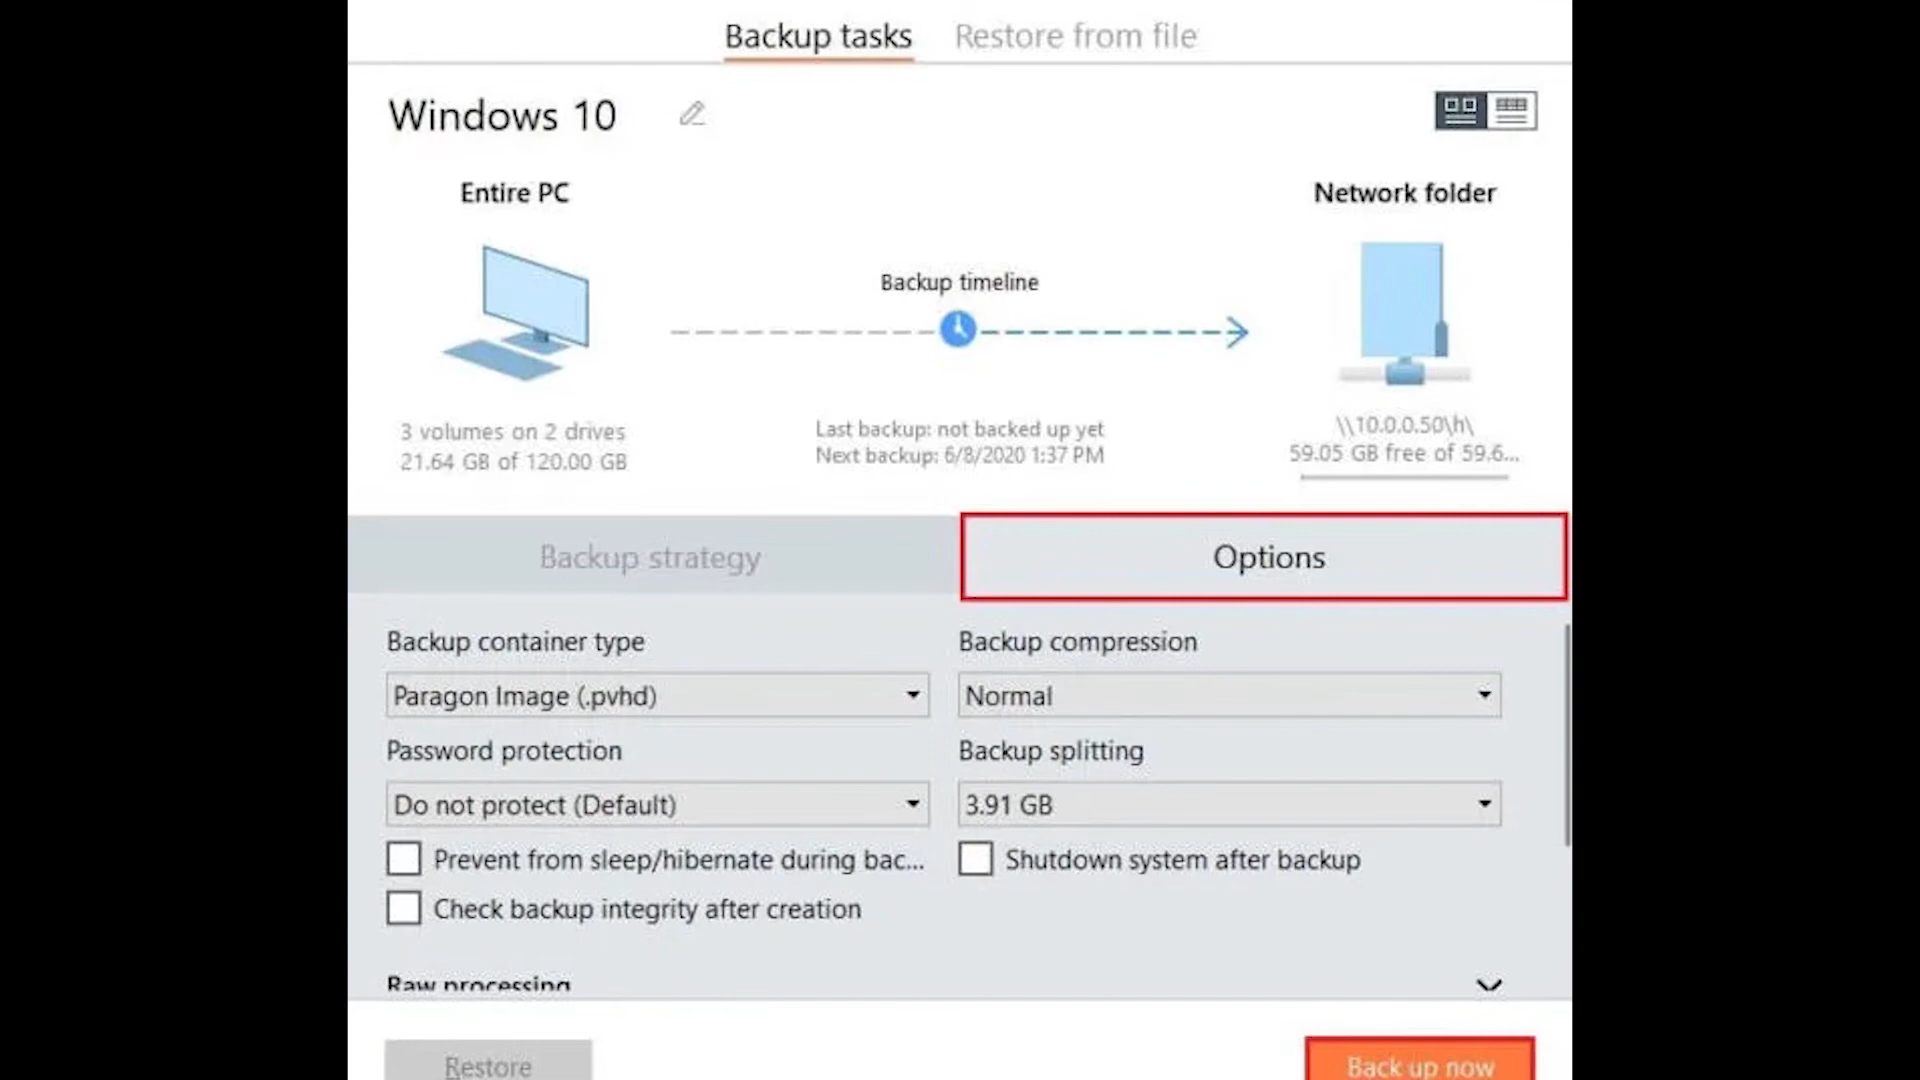 Backup tasks Restore from file
Windows 10
Entire PC
Network folder
Backup timeline
3 volumes on 2 drives
21.64 GB of 120.00 GB
Last backup: not backed up yet
Next backup: 6/8/2020 1:37 PM
\\10.0.0.50\h\
59.05 GB free of 59.6...
Backup strategy
Options
Backup container type
Backup compression
Paragon Image (.pvhd)
Normal
Password protection
Backup splitting
Do not protect (Default)
3.91 GB
Prevent from sleep/hibernate during bac...
Shutdown system after backup
Check backup integrity after creation
Raw processing
Restore
Back up now